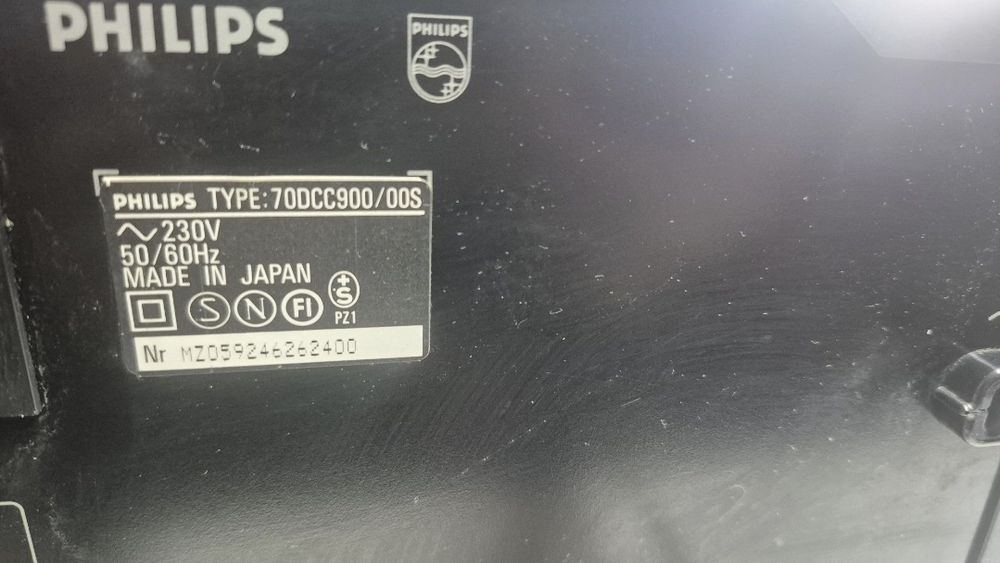 PHILIPS
PHILIPS
PHILIPS TYPE: 70DCC900/00S
~ 230V
50/60Hz
MADE IN JAPAN
S N FI +S
PZ1
Nr MZ059246262400